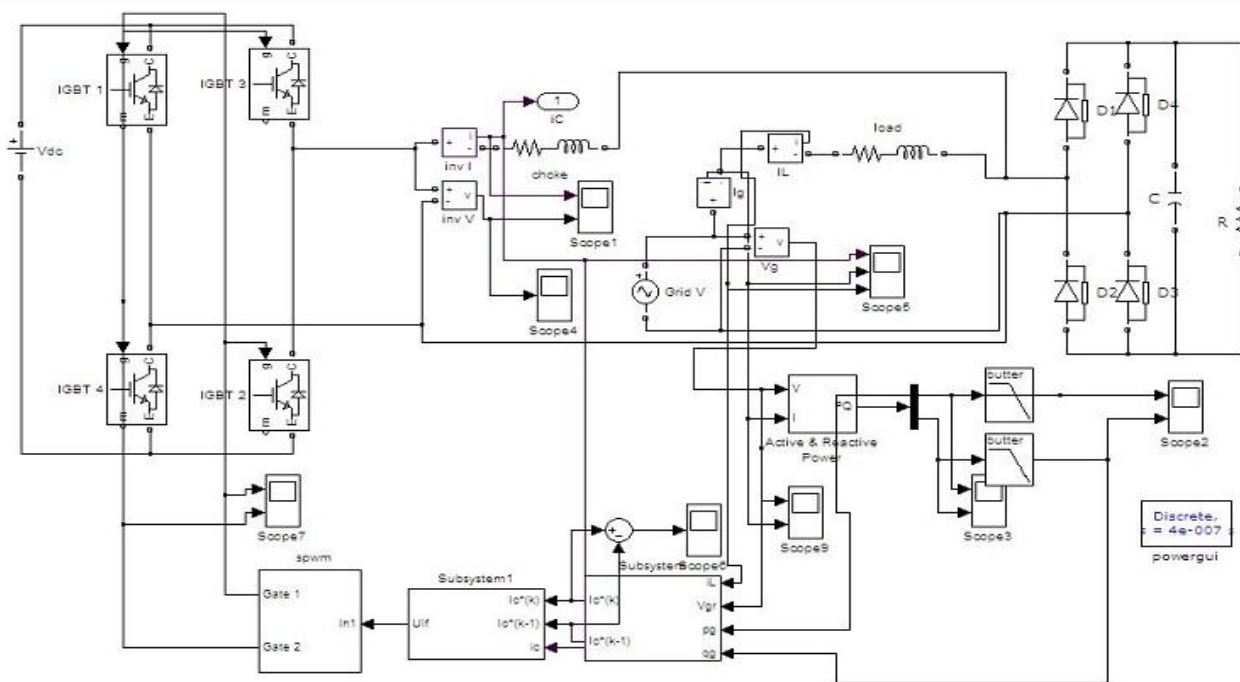 IGBT 1
g
C
m
E
IGBT 3
g
C
m
E
Vdc
+
1
iC
+
-
i
inv I
choke
+
-
v
inv V
Scope1
Scope4
load
+
-
i
IL
Ig
+
-
v
Vg
Grid V
Scope5
D1
D4
D2
D3
C
R
IGBT 4
g
C
m
E
IGBT 2
g
C
m
E
V
I
PQ
Active & Reactive
Power
butter
butter
Scope2
Scope3
Scope7
Scope9
Discrete,
= 4e-007 s
powergui
spwm
Gate 1
Gate 2
In1
Subsystem1
Ulf
Ic*(k)
Ic*(k-1)
ic
Ic*(k)
Ic*(k-1)
iL
Vgr
pg
qg